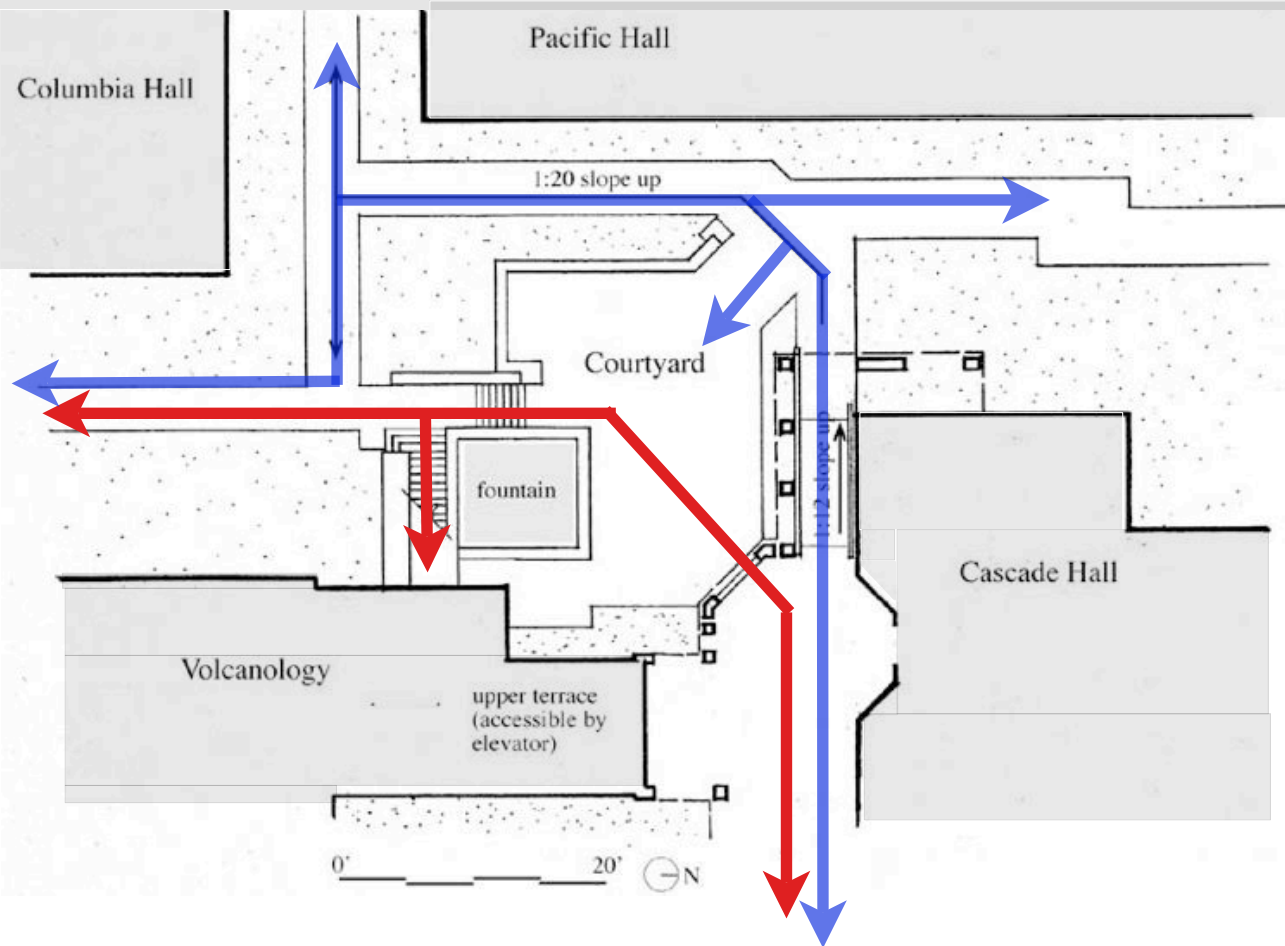 Pacific Hall
Columbia Hall
1:20 slope up
Courtyard
1:12 slope up
fountain
Cascade Hall
Volcanology
upper terrace
(accessible by
elevator)
0' 20' N